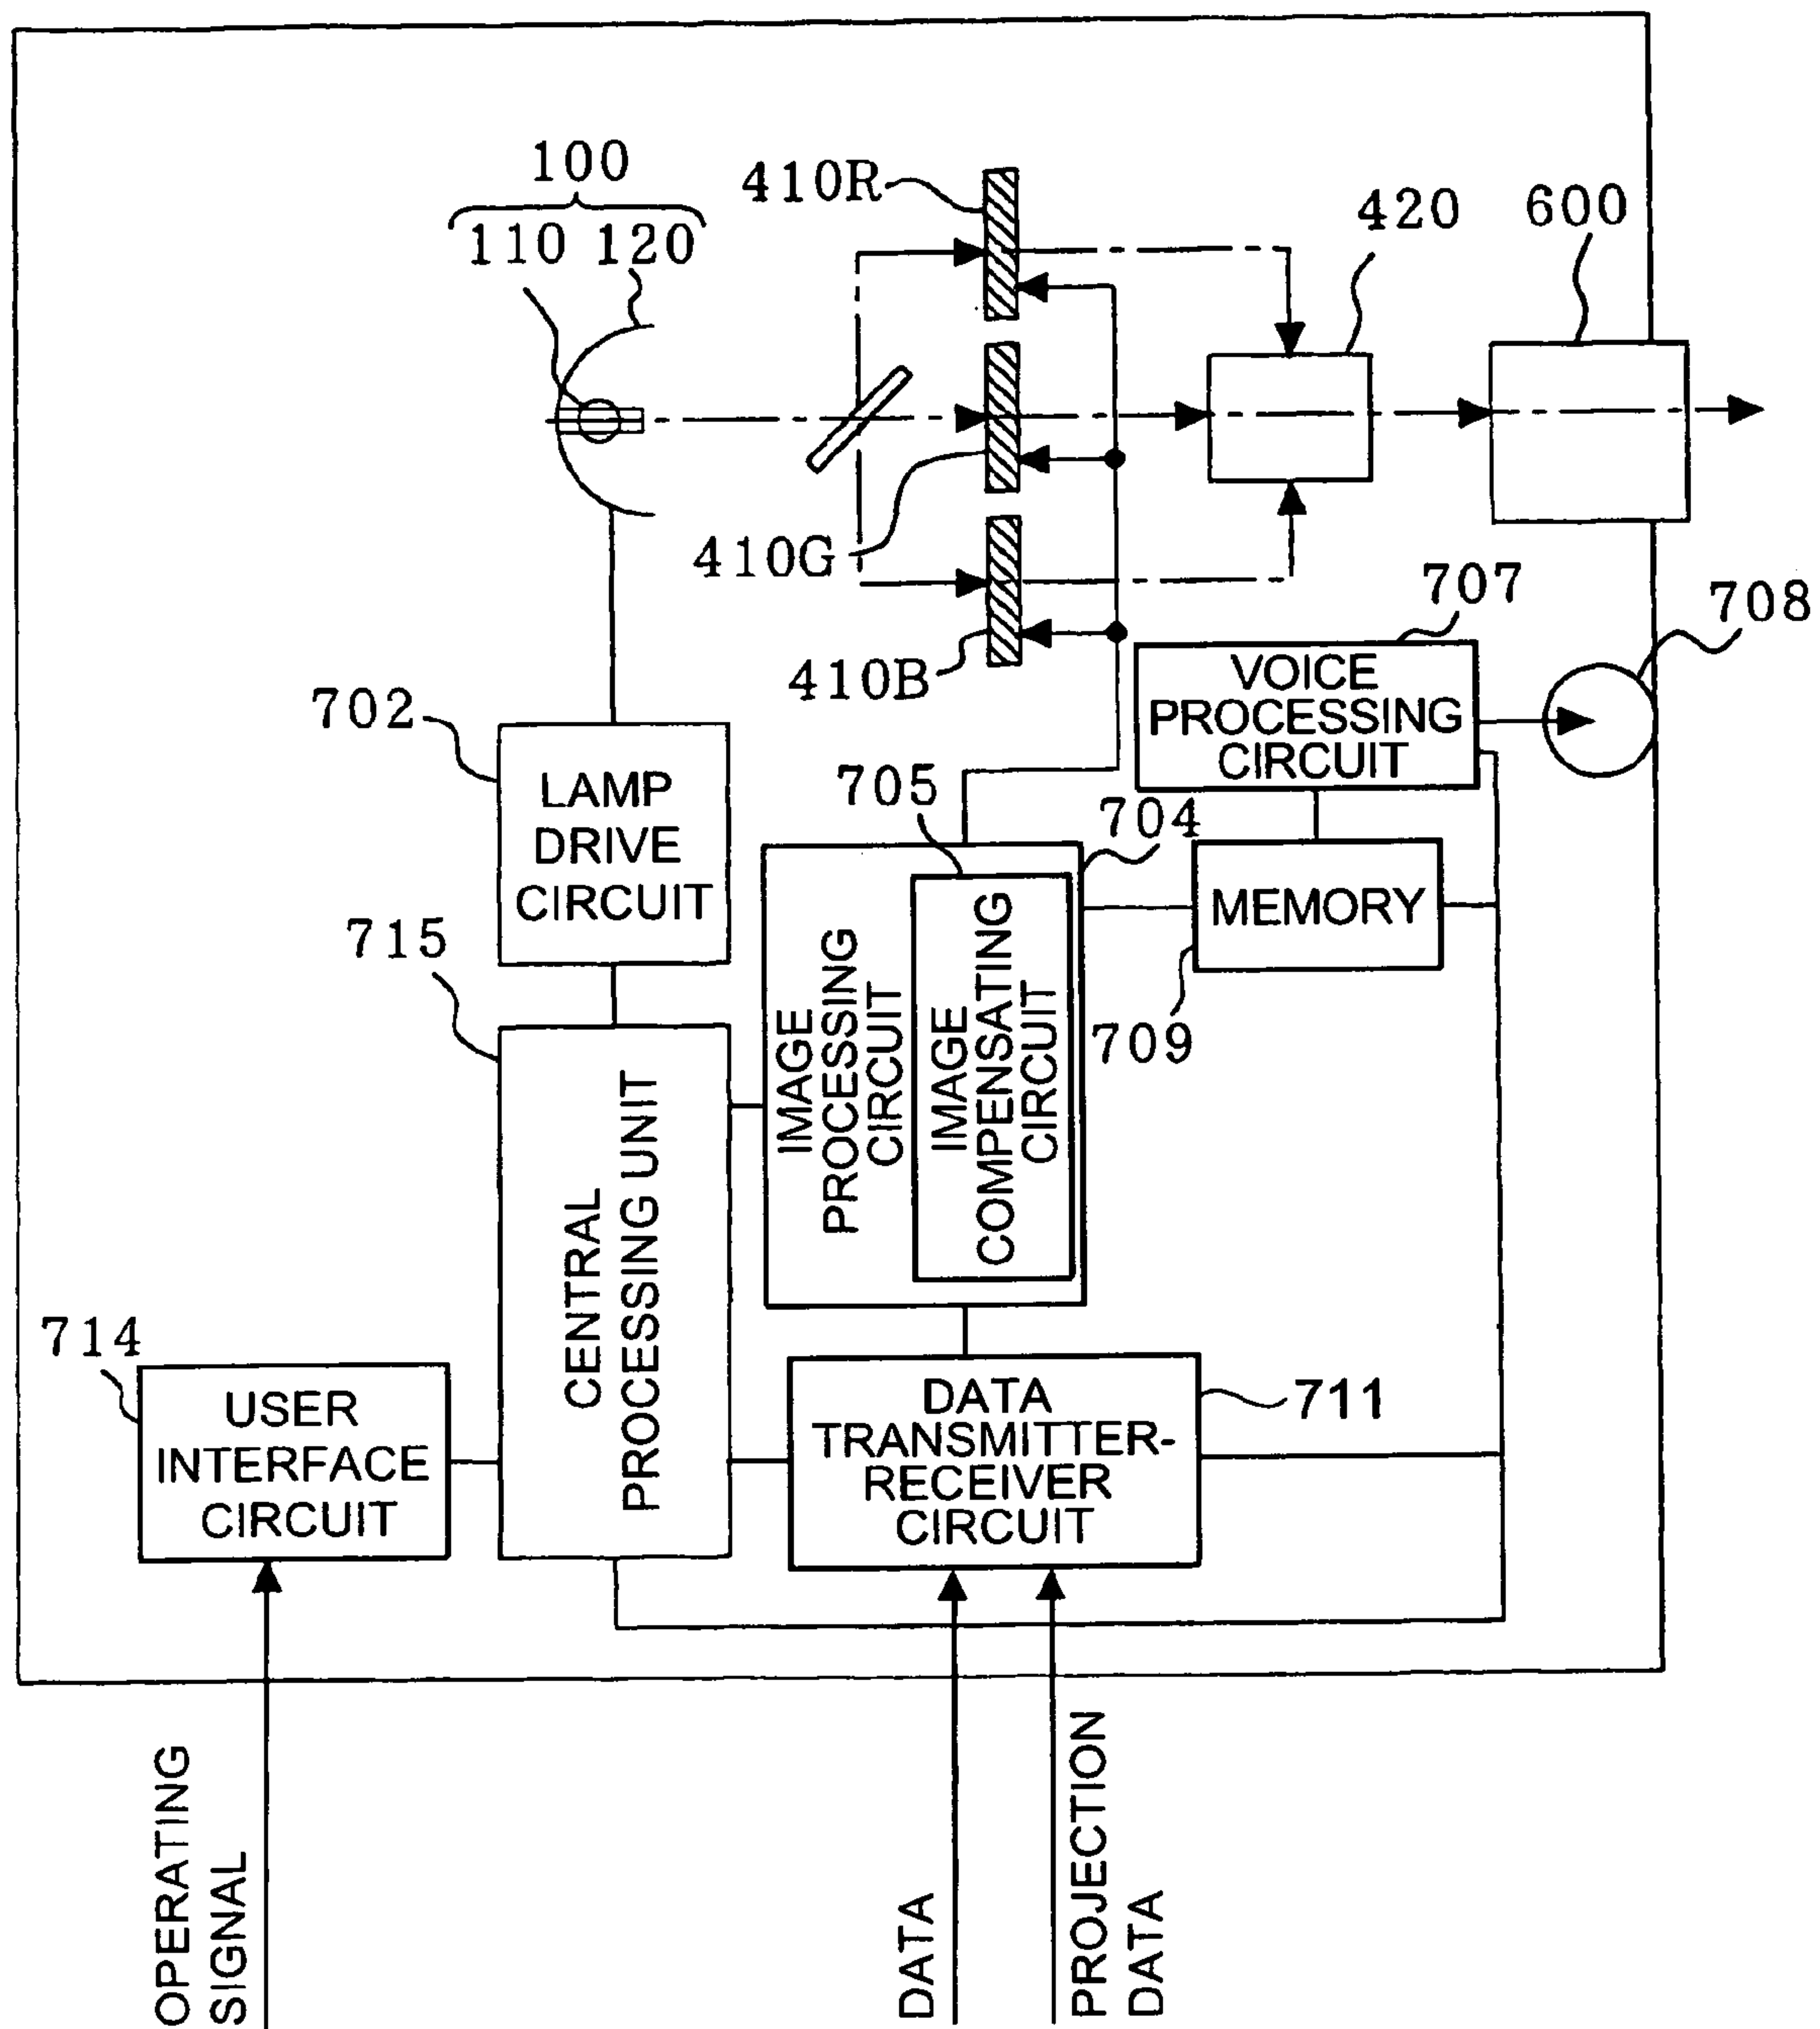 100
110 120
410R
420
600
410G
410B
707
708
VOICE
PROCESSING
CIRCUIT
702
LAMP
DRIVE
CIRCUIT
705
704
MEMORY
709
715
IMAGE
PROCESSING
CIRCUIT
IMAGE
COMPENSATING
CIRCUIT
CENTRAL
PROCESSING UNIT
714
USER
INTERFACE
CIRCUIT
DATA
TRANSMITTER-
RECEIVER
CIRCUIT
711
OPERATING
SIGNAL
DATA
PROJECTION
DATA